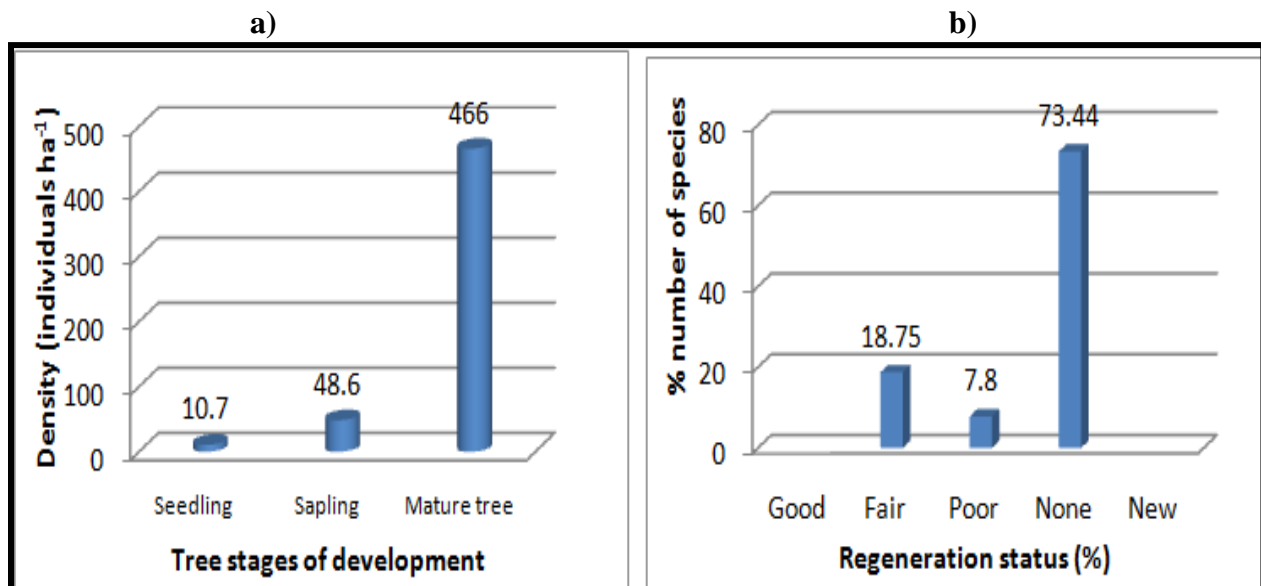 a)
b)
Density (individuals ha⁻¹)
500
400
300
200
100
0
10.7
48.6
466
Seedling Sapling Mature tree
Tree stages of development
% number of species
80
60
40
20
0
18.75
7.8
73.44
Good Fair Poor None New
Regeneration status (%)